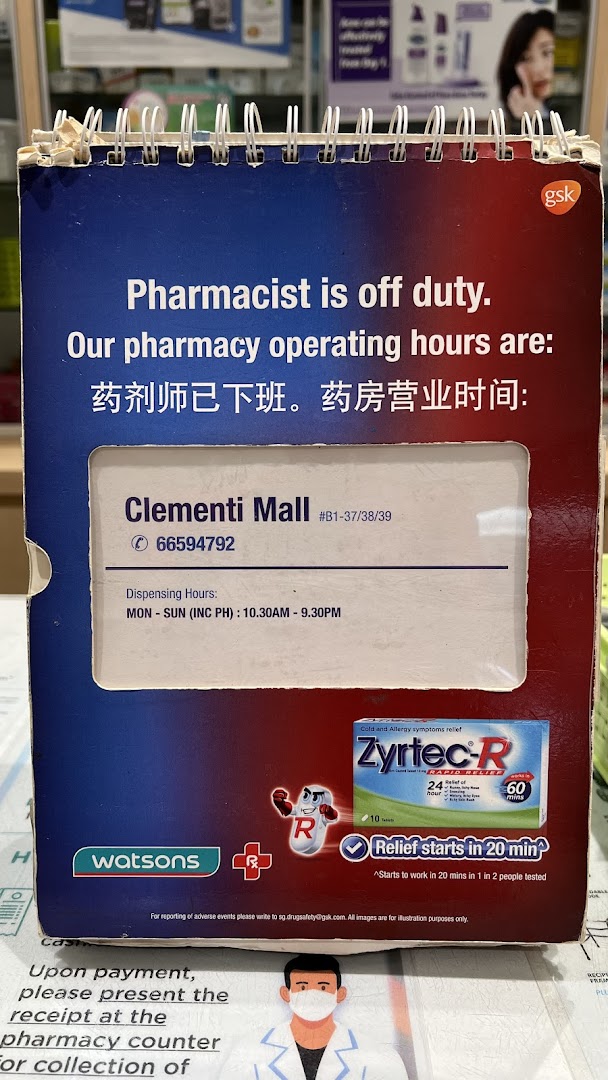 gsk
Pharmacist is off duty.
Our pharmacy operating hours are:
药剂师已下班。药房营业时间:
Clementi Mall #B1-37/38/39
✆ 66594792
Dispensing Hours:
MON - SUN (INC PH) : 10.30AM - 9.30PM
Cold and Allergy symptoms relief
Zyrtec-R
RAPID RELIEF
24 hour
Relief of
works in
60
mins
10 Tablets
R
Relief starts in 20 min^
^Starts to work in 20 mins in 1 in 2 people tested
watsons
Rx
For reporting of adverse events please write to sg.drugsafety@gsk.com. All images are for illustration purposes only.
Upon payment,
please present the
receipt at the
pharmacy counter
for collection of